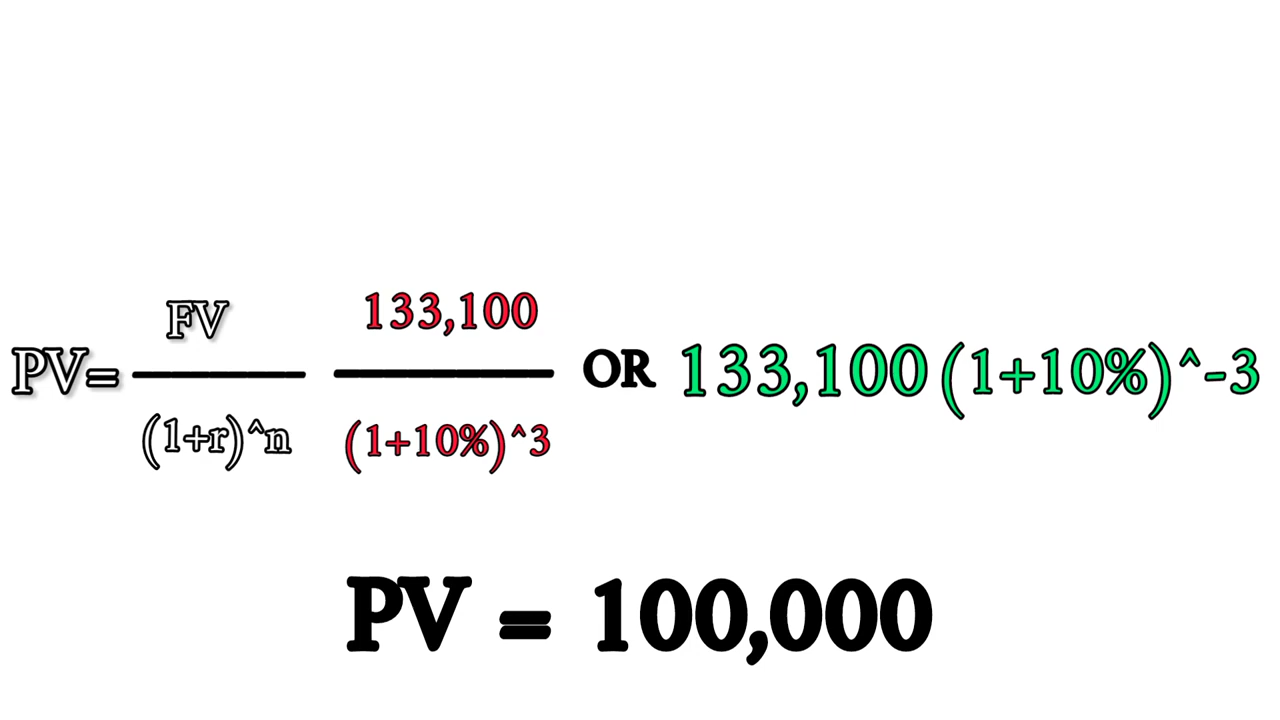 PV= FV 133,100 OR 133,100 (1+10%)^-3
(1+r)^n (1+10%)^3
PV = 100,000